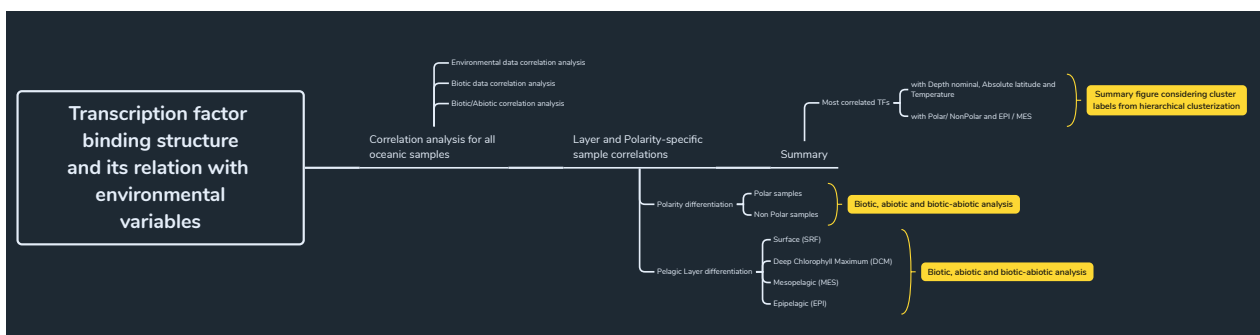 Transcription factor
binding structure
and its relation with
environmental
variables
Environmental data correlation analysis
Biotic data correlation analysis
Biotic/Abiotic correlation analysis
Correlation analysis for all
oceanic samples
Layer and Polarity-specific
sample correlations
Polarity differentiation
Polar samples
Non Polar samples
Biotic, abiotic and biotic-abiotic analysis
Pelagic Layer differentiation
Surface (SRF)
Deep Chlorophyll Maximum (DCM)
Mesopelagic (MES)
Epipelagic (EPI)
Biotic, abiotic and biotic-abiotic analysis
Summary
Most correlated TFs
with Depth nominal, Absolute latitude and
Temperature
with Polar/ NonPolar and EPI / MES
Summary figure considering cluster
labels from hierarchical clusterization